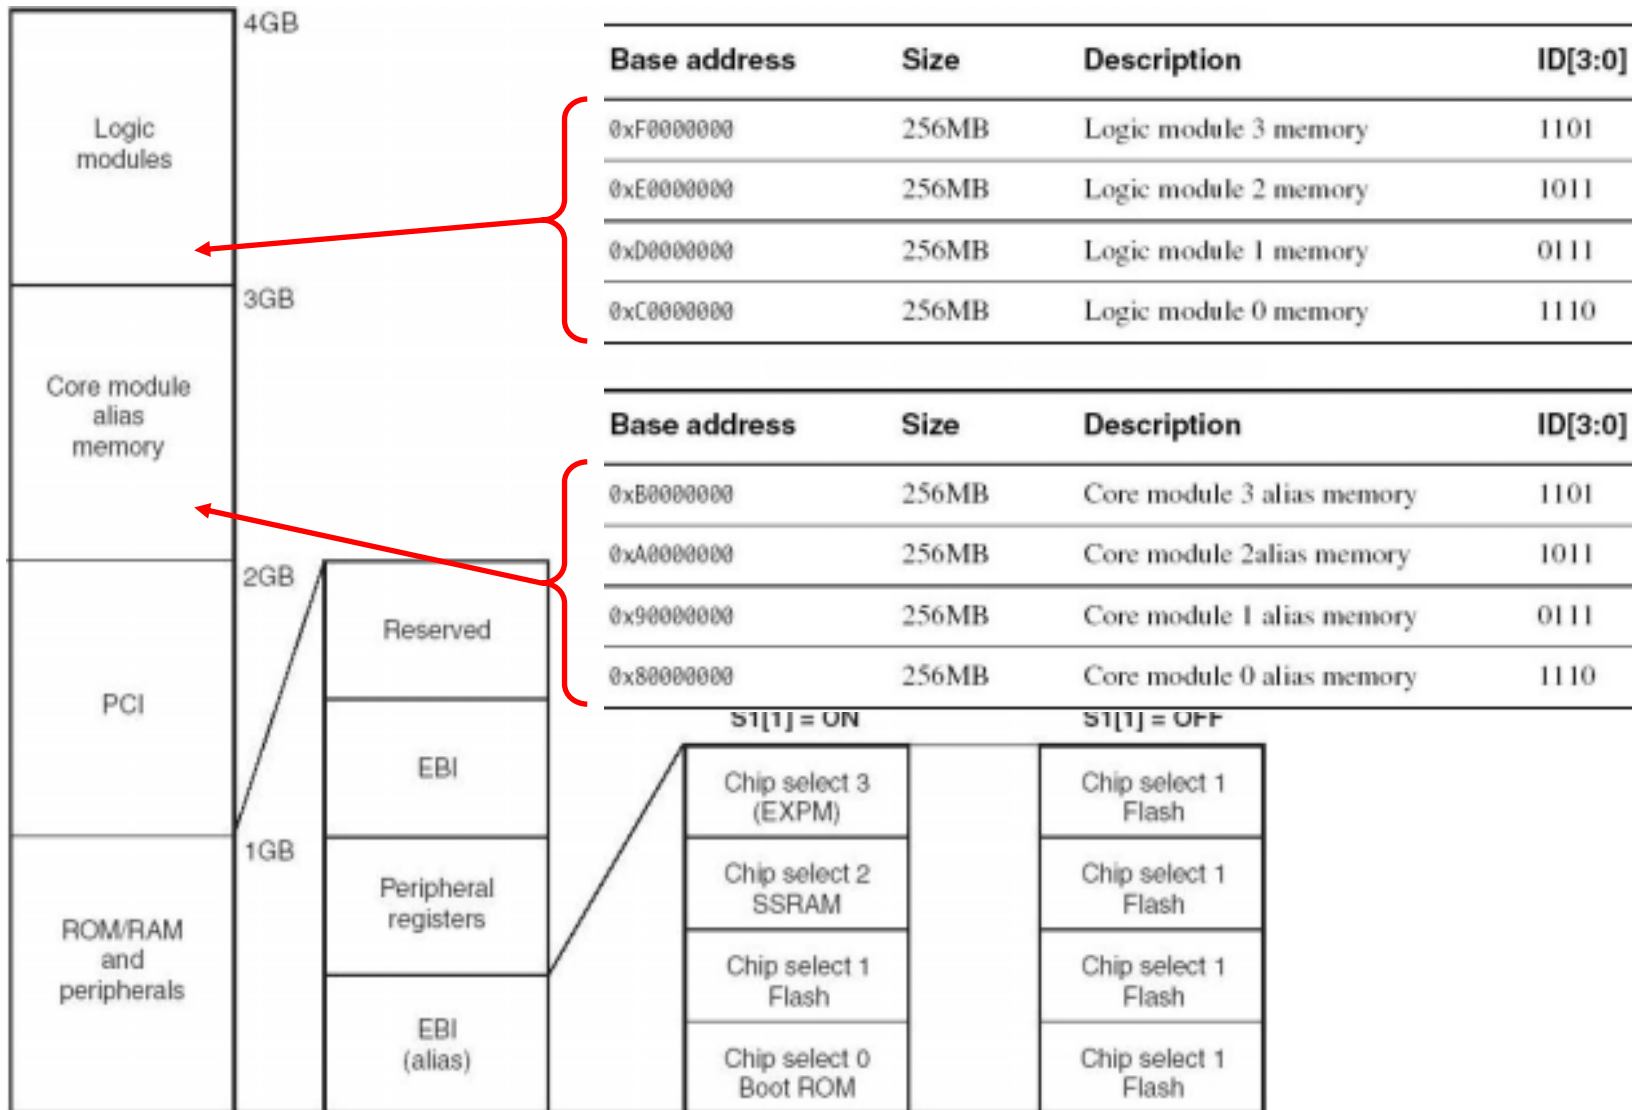 4GB
Logic
modules
3GB
Core module
alias
memory
2GB
PCI
1GB
ROM/RAM
and
peripherals
Reserved
EBI
Peripheral
registers
EBI
(alias)
Base address Size Description ID[3:0]
0xF0000000 256MB Logic module 3 memory 1101
0xE0000000 256MB Logic module 2 memory 1011
0xD0000000 256MB Logic module 1 memory 0111
0xC0000000 256MB Logic module 0 memory 1110
Base address Size Description ID[3:0]
0xB0000000 256MB Core module 3 alias memory 1101
0xA0000000 256MB Core module 2alias memory 1011
0x90000000 256MB Core module 1 alias memory 0111
0x80000000 256MB Core module 0 alias memory 1110
S1[1] = ON
Chip select 3
(EXPM)
Chip select 2
SSRAM
Chip select 1
Flash
Chip select 0
Boot ROM
S1[1] = OFF
Chip select 1
Flash
Chip select 1
Flash
Chip select 1
Flash
Chip select 1
Flash